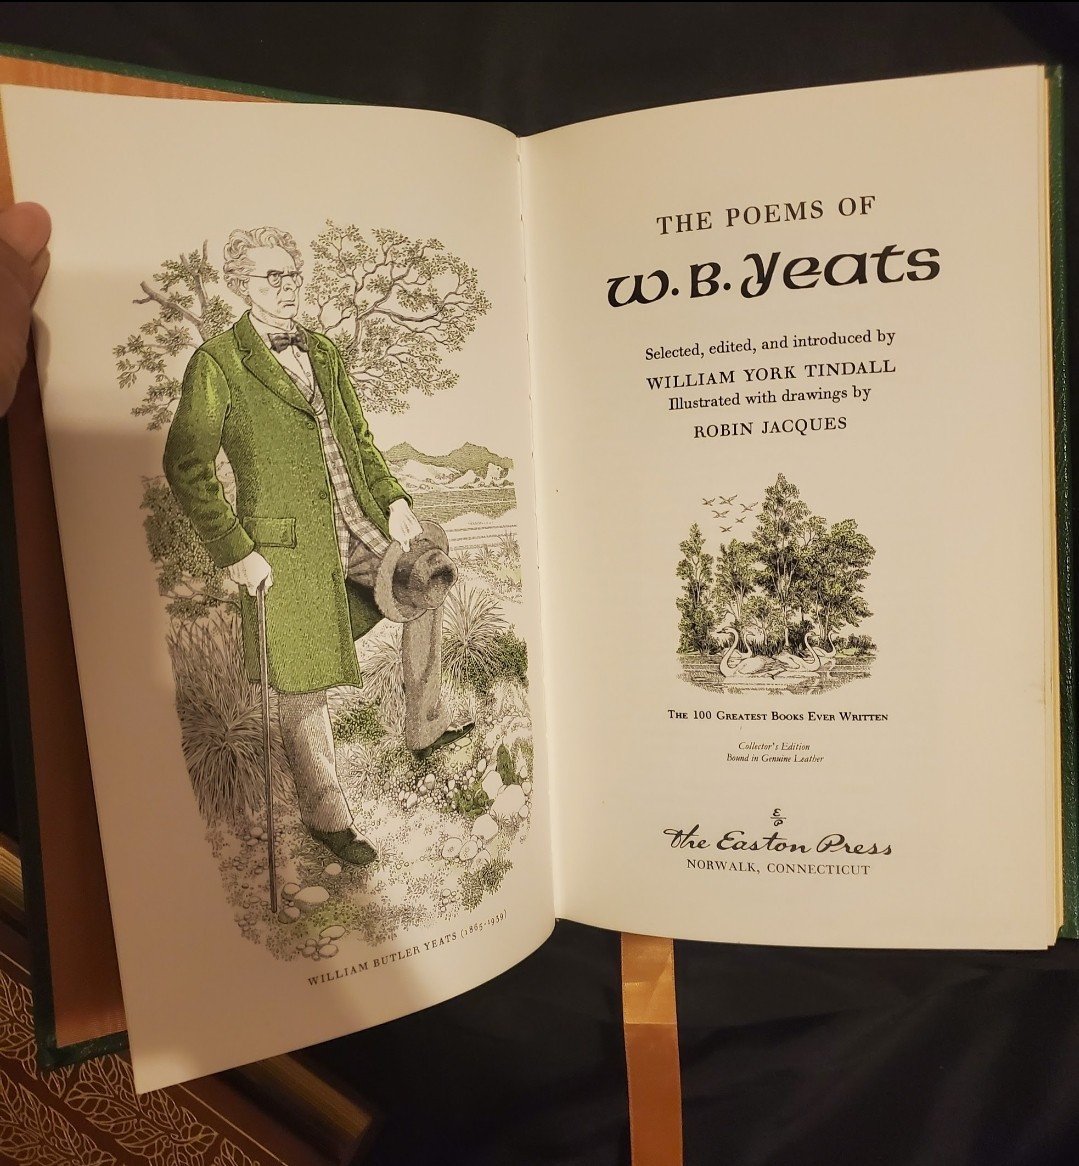 WILLIAM BUTLER YEATS (1865-1939)
THE POEMS OF
W. B. Yeats
Selected, edited, and introduced by
WILLIAM YORK TINDALL
Illustrated with drawings by
ROBIN JACQUES
THE 100 GREATEST BOOKS EVER WRITTEN
Collector's Edition
Bound in Genuine Leather
The Easton Press
NORWALK, CONNECTICUT